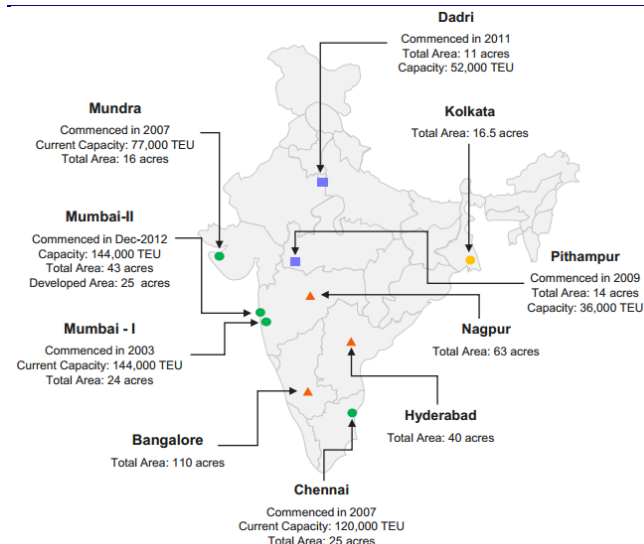 Dadri
Commenced in 2011
Total Area: 11 acres
Capacity: 52,000 TEU
Mundra
Commenced in 2007
Current Capacity: 77,000 TEU
Total Area: 16 acres
Kolkata
Total Area: 16.5 acres
Mumbai-II
Commenced in Dec-2012
Capacity: 144,000 TEU
Total Area: 43 acres
Developed Area: 25 acres
Pithampur
Commenced in 2009
Total Area: 14 acres
Capacity: 36,000 TEU
Mumbai - I
Commenced in 2003
Current Capacity: 144,000 TEU
Total Area: 24 acres
Nagpur
Total Area: 63 acres
Hyderabad
Total Area: 40 acres
Bangalore
Total Area: 110 acres
Chennai
Commenced in 2007
Current Capacity: 120,000 TEU
Total Area: 25 acres